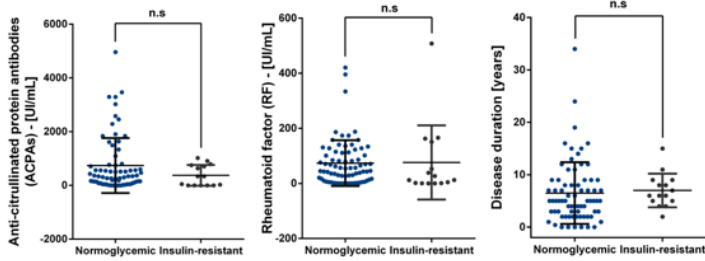 n.s
Anti-citrullinated protein antibodies
(ACPAs) - [UI/mL]
6000
4000
2000
0
-2000
Normoglycemic Insulin-resistant
n.s
Rheumatoid factor (RF) - [UI/mL]
600
400
200
0
-200
Normoglycemic Insulin-resistant
n.s
Disease duration [years]
40
30
20
10
0
Normoglycemic Insulin-resistant